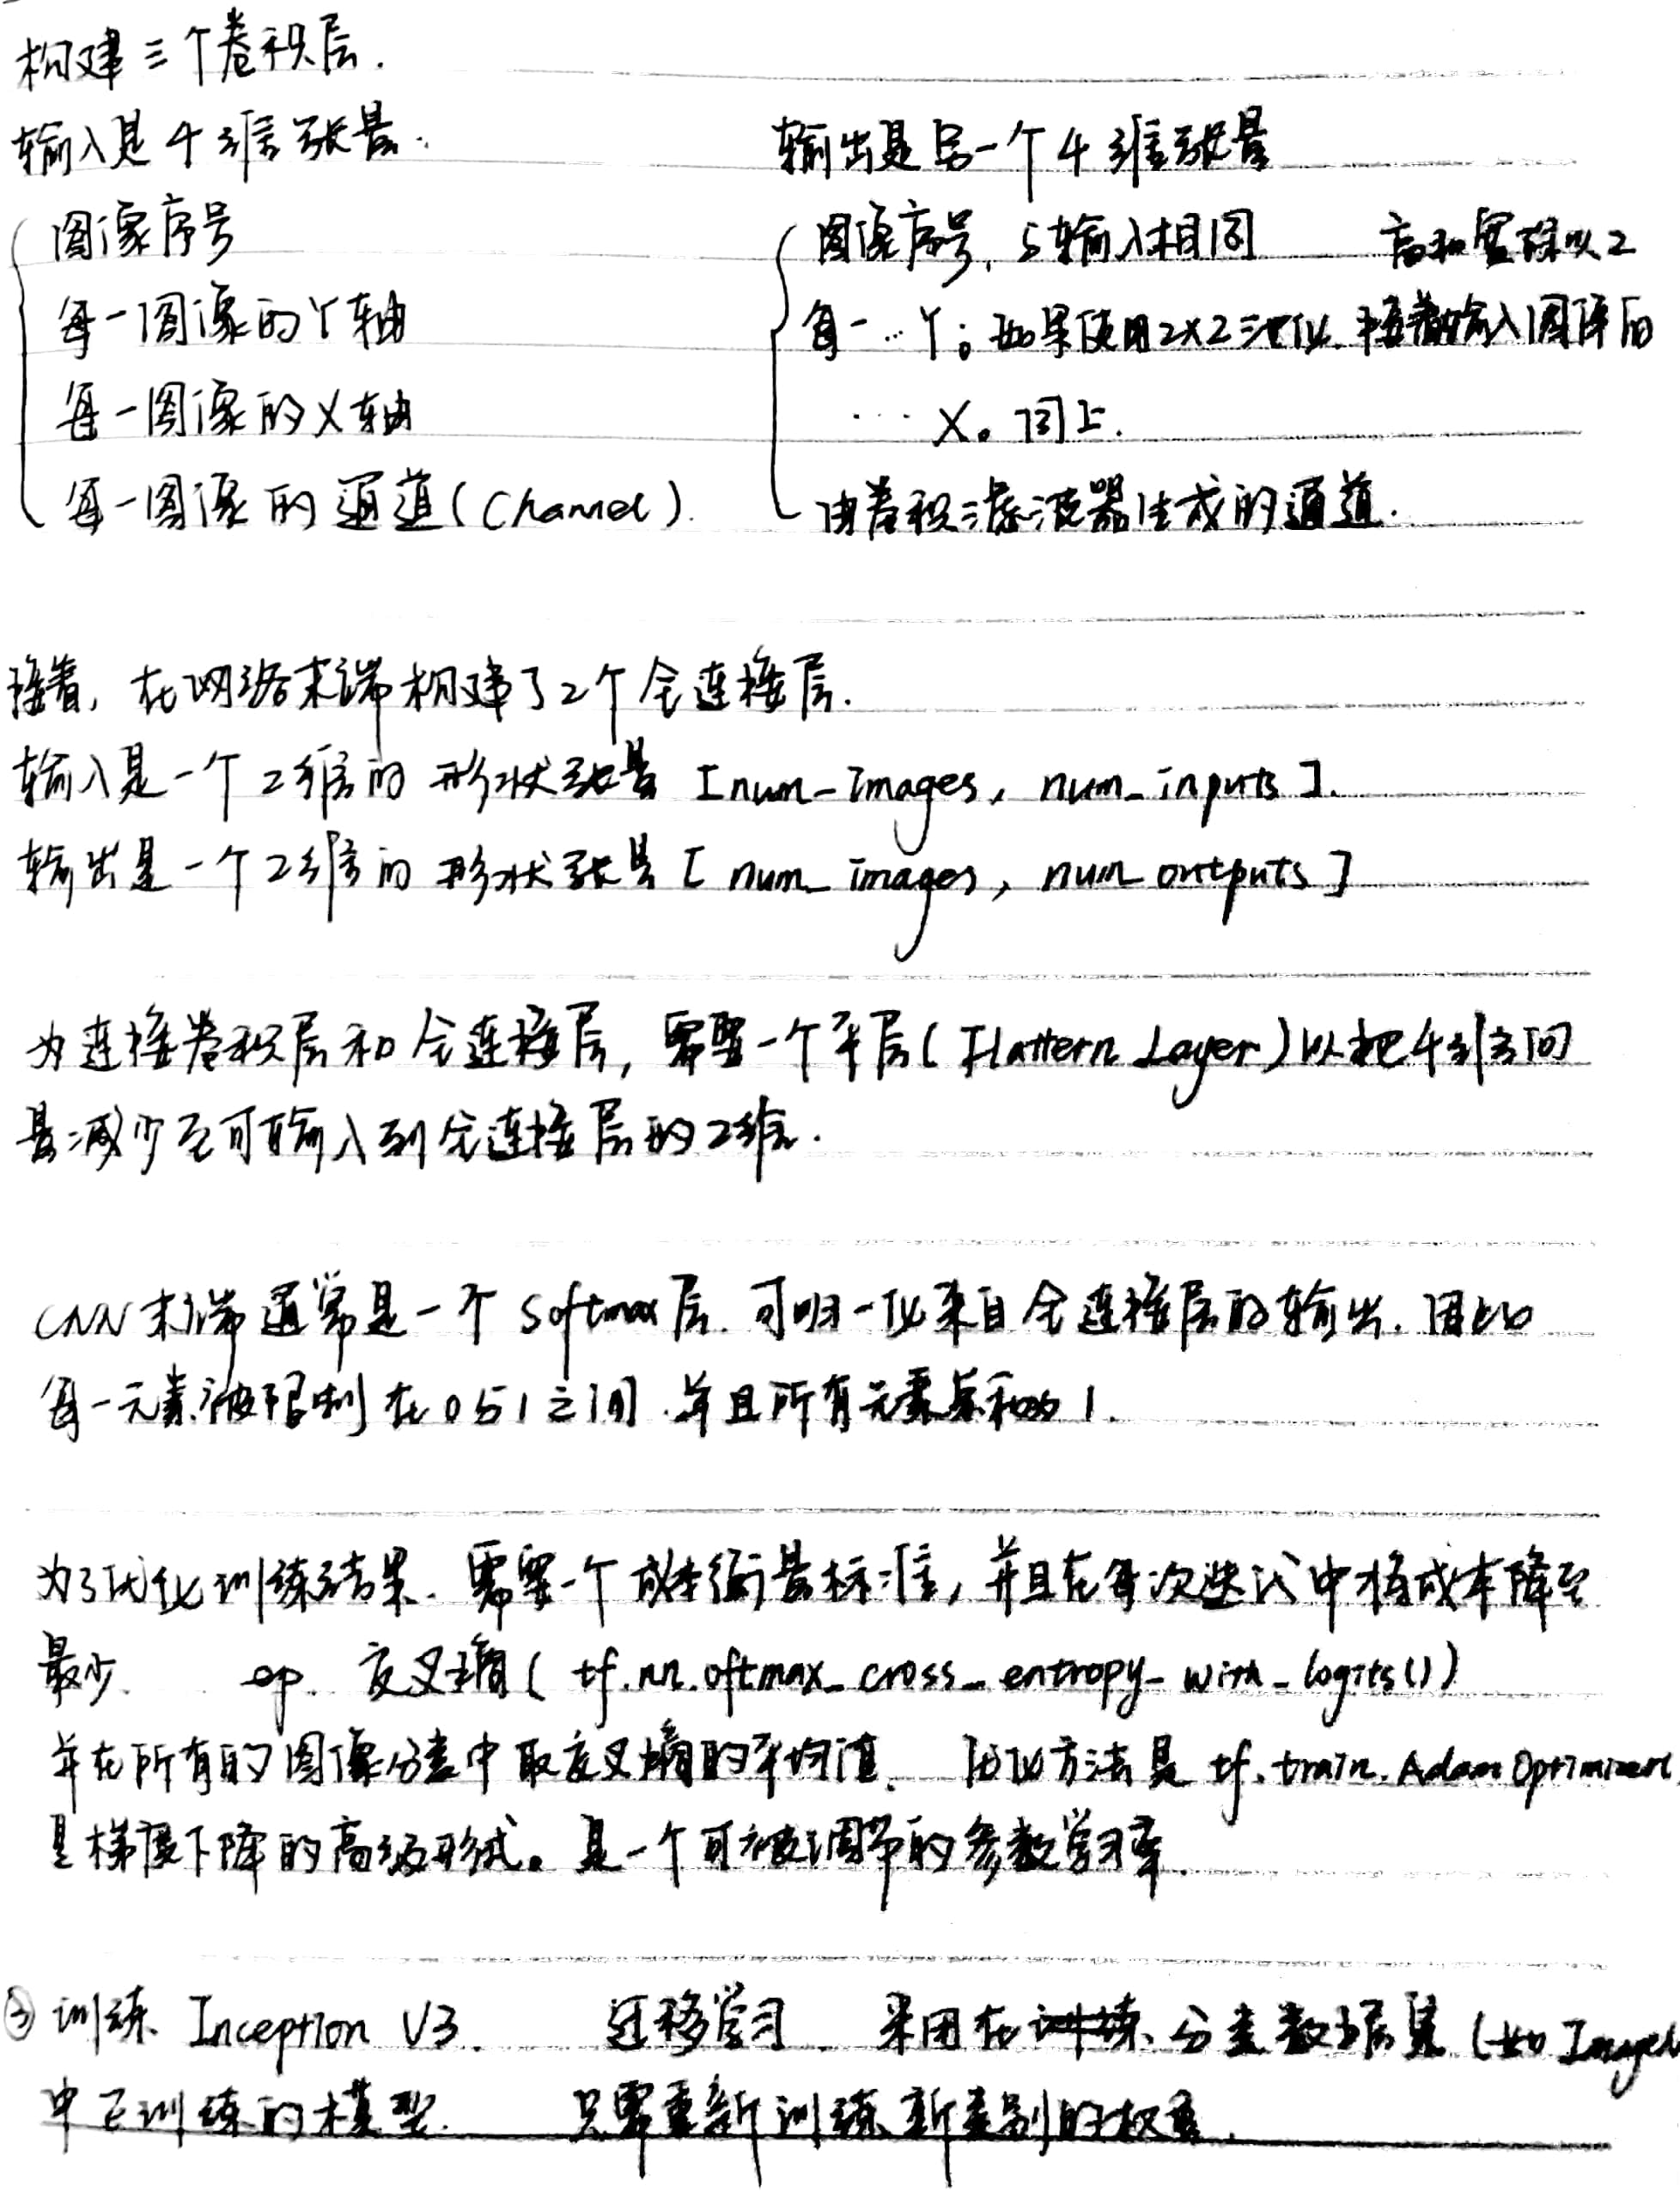 构建三个卷积层.
输入是4维张量.
图像序号
每一图像的Y轴
每一图像的X轴
每一图像的通道(Channel).
输出是另一个4维张量
图像序号, 与输入相同 高和宽除以2
每一…Y。如果使用2×2池化. 接着输入图像的
… X。同上.
由卷积滤波器生成的通道.
接着, 在网络末端构建了2个全连接层.
输入是一个2维的形状张量 [num_images, num_inputs].
输出是一个2维的形状张量 [num_images, num_outputs]
为连接卷积层和全连接层, 需要一个平层(Flattern Layer)以把4维向
量减少至可输入到全连接层的2维.
CNN末端通常是一个Softmax层. 可归一化来自全连接层的输出. 因此
每一元素被限制在0与1之间. 并且所有元素总和为1.
为了优化训练结果. 需要一个成本衡量标准, 并且在每次迭代中将成本降至
最少. ep. 交叉熵( tf.nn.oftmax_cross_entropy_with_logits())
并在所有的图像分类中取交叉熵的平均值. 优化方法是 tf.train.AdamOptimizer(
是梯度下降的高级形式。是一个可被调节的参数学习率.
③ 训练 Inception V3. 迁移学习. 采用在训练分类数据集(如 ImageN
中已训练的模型. 只需重新训练新类别的权重.